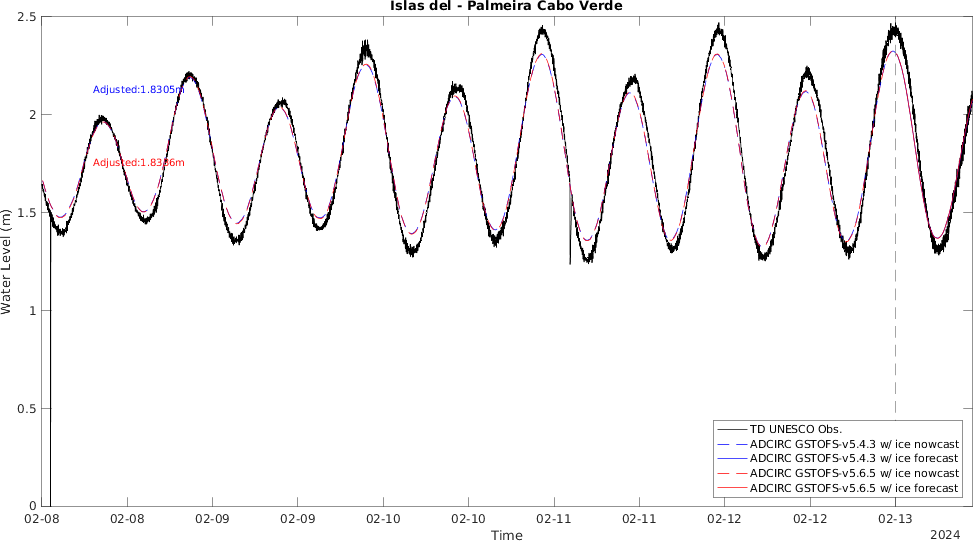 Islas del - Palmeira Cabo Verde
2.5
2
1.5
1
0.5
0
Water Level (m)
Adjusted:1.8305m
Adjusted:1.8336m
TD UNESCO Obs.
ADCIRC GSTOFS-v5.4.3 w/ ice nowcast
ADCIRC GSTOFS-v5.4.3 w/ ice forecast
ADCIRC GSTOFS-v5.6.5 w/ ice nowcast
ADCIRC GSTOFS-v5.6.5 w/ ice forecast
02-08 02-08 02-09 02-09 02-10 02-10 02-11 02-11 02-12 02-12 02-13
Time
2024